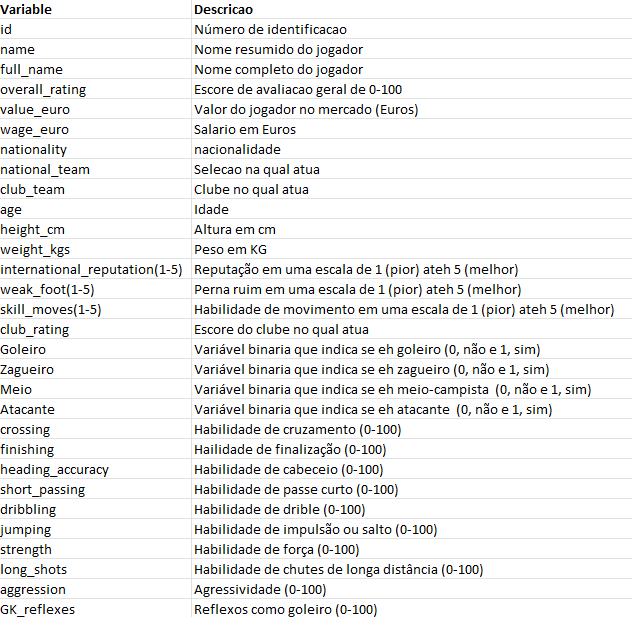 Variable Descricao
id Número de identificacao
name Nome resumido do jogador
full_name Nome completo do jogador
overall_rating Escore de avaliacao geral de 0-100
value_euro Valor do jogador no mercado (Euros)
wage_euro Salario em Euros
nationality nacionalidade
national_team Selecao na qual atua
club_team Clube no qual atua
age Idade
height_cm Altura em cm
weight_kgs Peso em KG
international_reputation(1-5) Reputação em uma escala de 1 (pior) ateh 5 (melhor)
weak_foot(1-5) Perna ruim em uma escala de 1 (pior) ateh 5 (melhor)
skill_moves(1-5) Habilidade de movimento em uma escala de 1 (pior) ateh 5 (melhor)
club_rating Escore do clube no qual atua
Goleiro Variável binaria que indica se eh goleiro (0, não e 1, sim)
Zagueiro Variável binaria que indica se eh zagueiro (0, não e 1, sim)
Meio Variável binaria que indica se eh meio-campista (0, não e 1, sim)
Atacante Variável binaria que indica se eh atacante (0, não e 1, sim)
crossing Habilidade de cruzamento (0-100)
finishing Hailidade de finalização (0-100)
heading_accuracy Habilidade de cabeceio (0-100)
short_passing Habilidade de passe curto (0-100)
dribbling Habilidade de drible (0-100)
jumping Habilidade de impulsão ou salto (0-100)
strength Habilidade de força (0-100)
long_shots Habilidade de chutes de longa distância (0-100)
aggression Agressividade (0-100)
GK_reflexes Reflexos como goleiro (0-100)